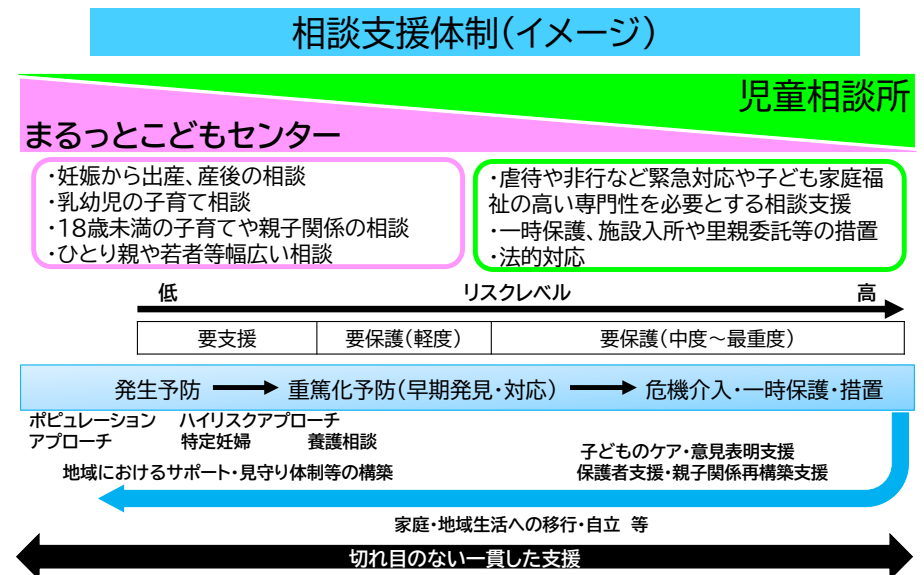 相談支援体制(イメージ)
児童相談所
まるっとこどもセンター
・妊娠から出産、産後の相談
・乳幼児の子育て相談
・18歳未満の子育てや親子関係の相談
・ひとり親や若者等幅広い相談
・虐待や非行など緊急対応や子ども家庭福
祉の高い専門性を必要とする相談支援
・一時保護、施設入所や里親委託等の措置
・法的対応
低 リスクレベル 高
要支援 要保護(軽度) 要保護(中度～最重度)
発生予防 重篤化予防(早期発見・対応) 危機介入・一時保護・措置
ポピュレーション ハイリスクアプローチ
アプローチ 特定妊婦 養護相談
子どものケア・意見表明支援
地域におけるサポート・見守り体制等の構築 保護者支援・親子関係再構築支援
家庭・地域生活への移行・自立 等
切れ目のない一貫した支援